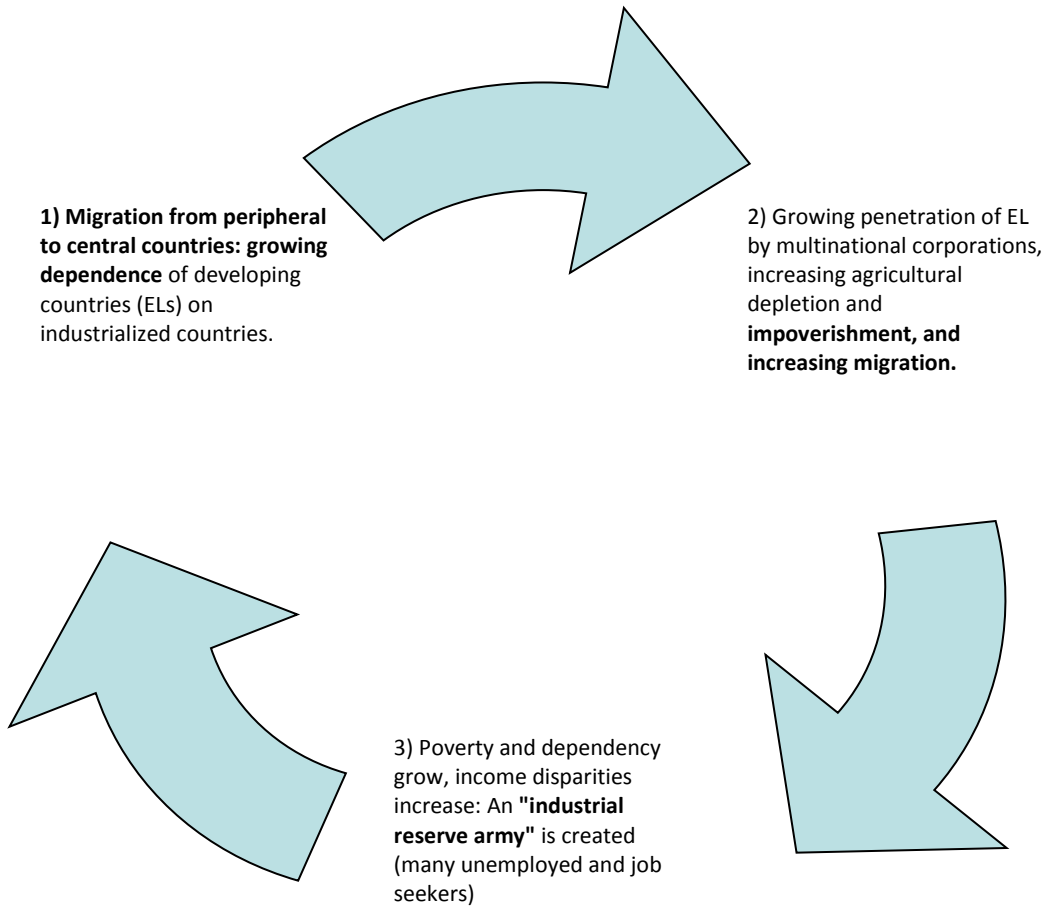 1) Migration from peripheral
to central countries: growing
dependence of developing
countries (ELs) on
industrialized countries.
2) Growing penetration of EL
by multinational corporations,
increasing agricultural
depletion and
impoverishment, and
increasing migration.
3) Poverty and dependency
grow, income disparities
increase: An "industrial
reserve army" is created
(many unemployed and job
seekers)